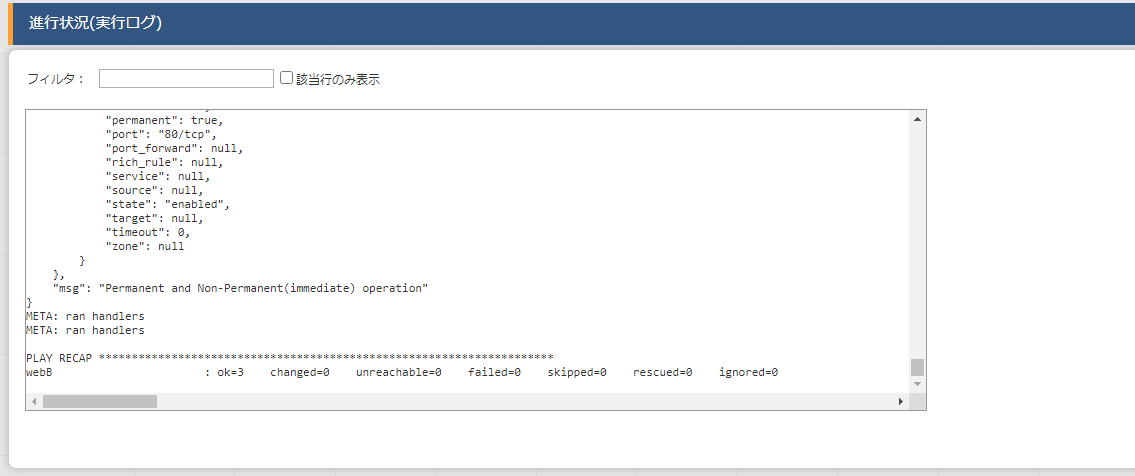 進行状況(実行ログ)
フィルタ：
該当行のみ表示
"permanent": true,
"port": "80/tcp",
"port_forward": null,
"rich_rule": null,
"service": null,
"source": null,
"state": "enabled",
"target": null,
"timeout": 0,
"zone": null
}
},
"msg": "Permanent and Non-Permanent(immediate) operation"
}
META: ran handlers
META: ran handlers
PLAY RECAP *********************************************************************
webB : ok=3 changed=0 unreachable=0 failed=0 skipped=0 rescued=0 ignored=0